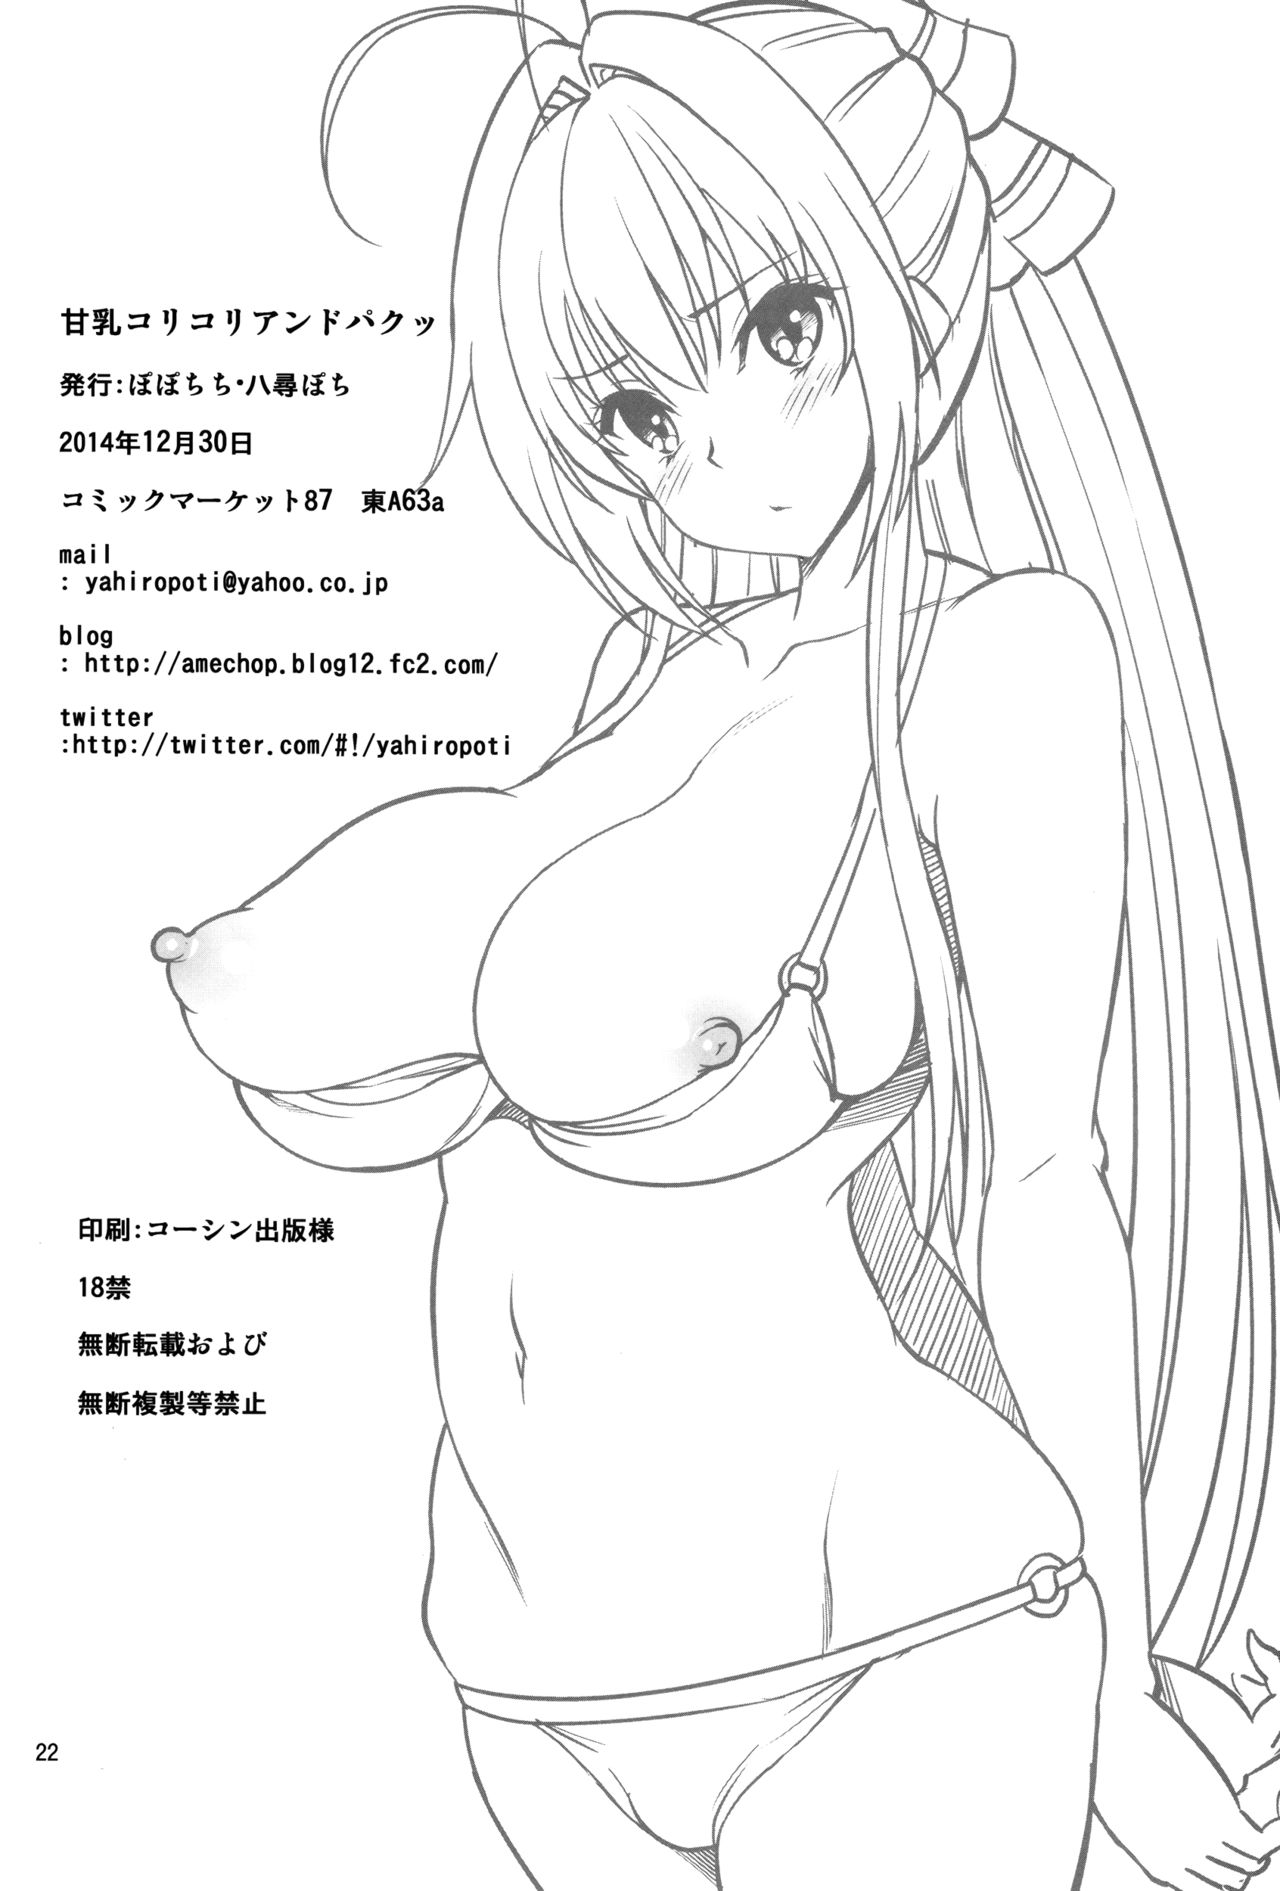 甘乳コリコリアンドパクッ
発行:ぽぽちち・八尋ぽち
2014年12月30日
コミックマーケット87　東A63a
mail
: yahiropoti@yahoo.co.jp
blog
: http://amechop.blog12.fc2.com/
twitter
:http://twitter.com/#!/yahiropoti
印刷:コーシン出版様
18禁
無断転載および
無断複製等禁止
22